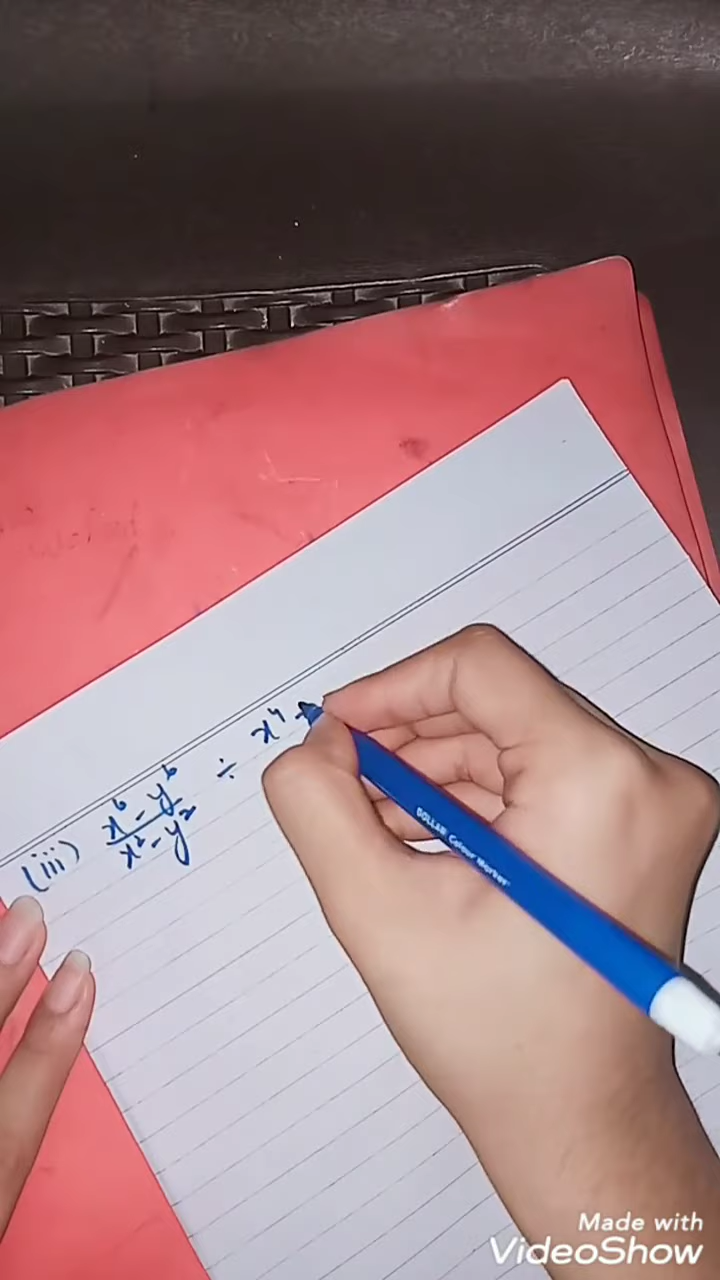 (iii) x⁶ - y⁶ / x² - y² ÷ x⁴ +
DOLLAR Colour Marker
Made with
VideoShow